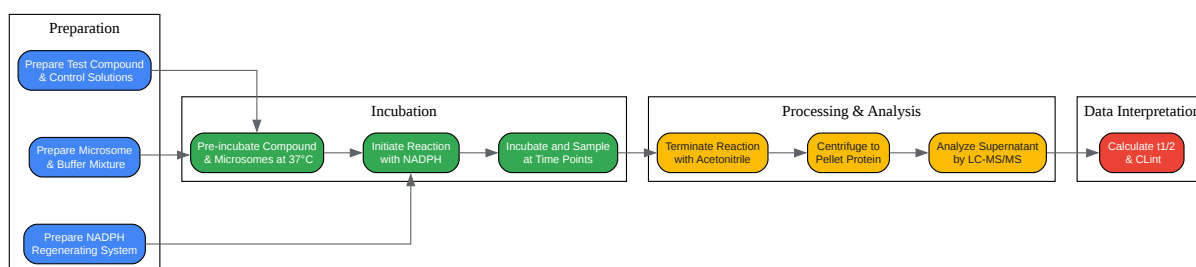 Preparation
Prepare Test Compound
& Control Solutions
Prepare Microsome
& Buffer Mixture
Prepare NADPH
Regenerating System
Incubation
Pre-incubate Compound
& Microsomes at 37°C
Initiate Reaction
with NADPH
Incubate and Sample
at Time Points
Processing & Analysis
Terminate Reaction
with Acetonitrile
Centrifuge to
Pellet Protein
Analyze Supernatant
by LC-MS/MS
Data Interpretation
Calculate t1/2
& CLint